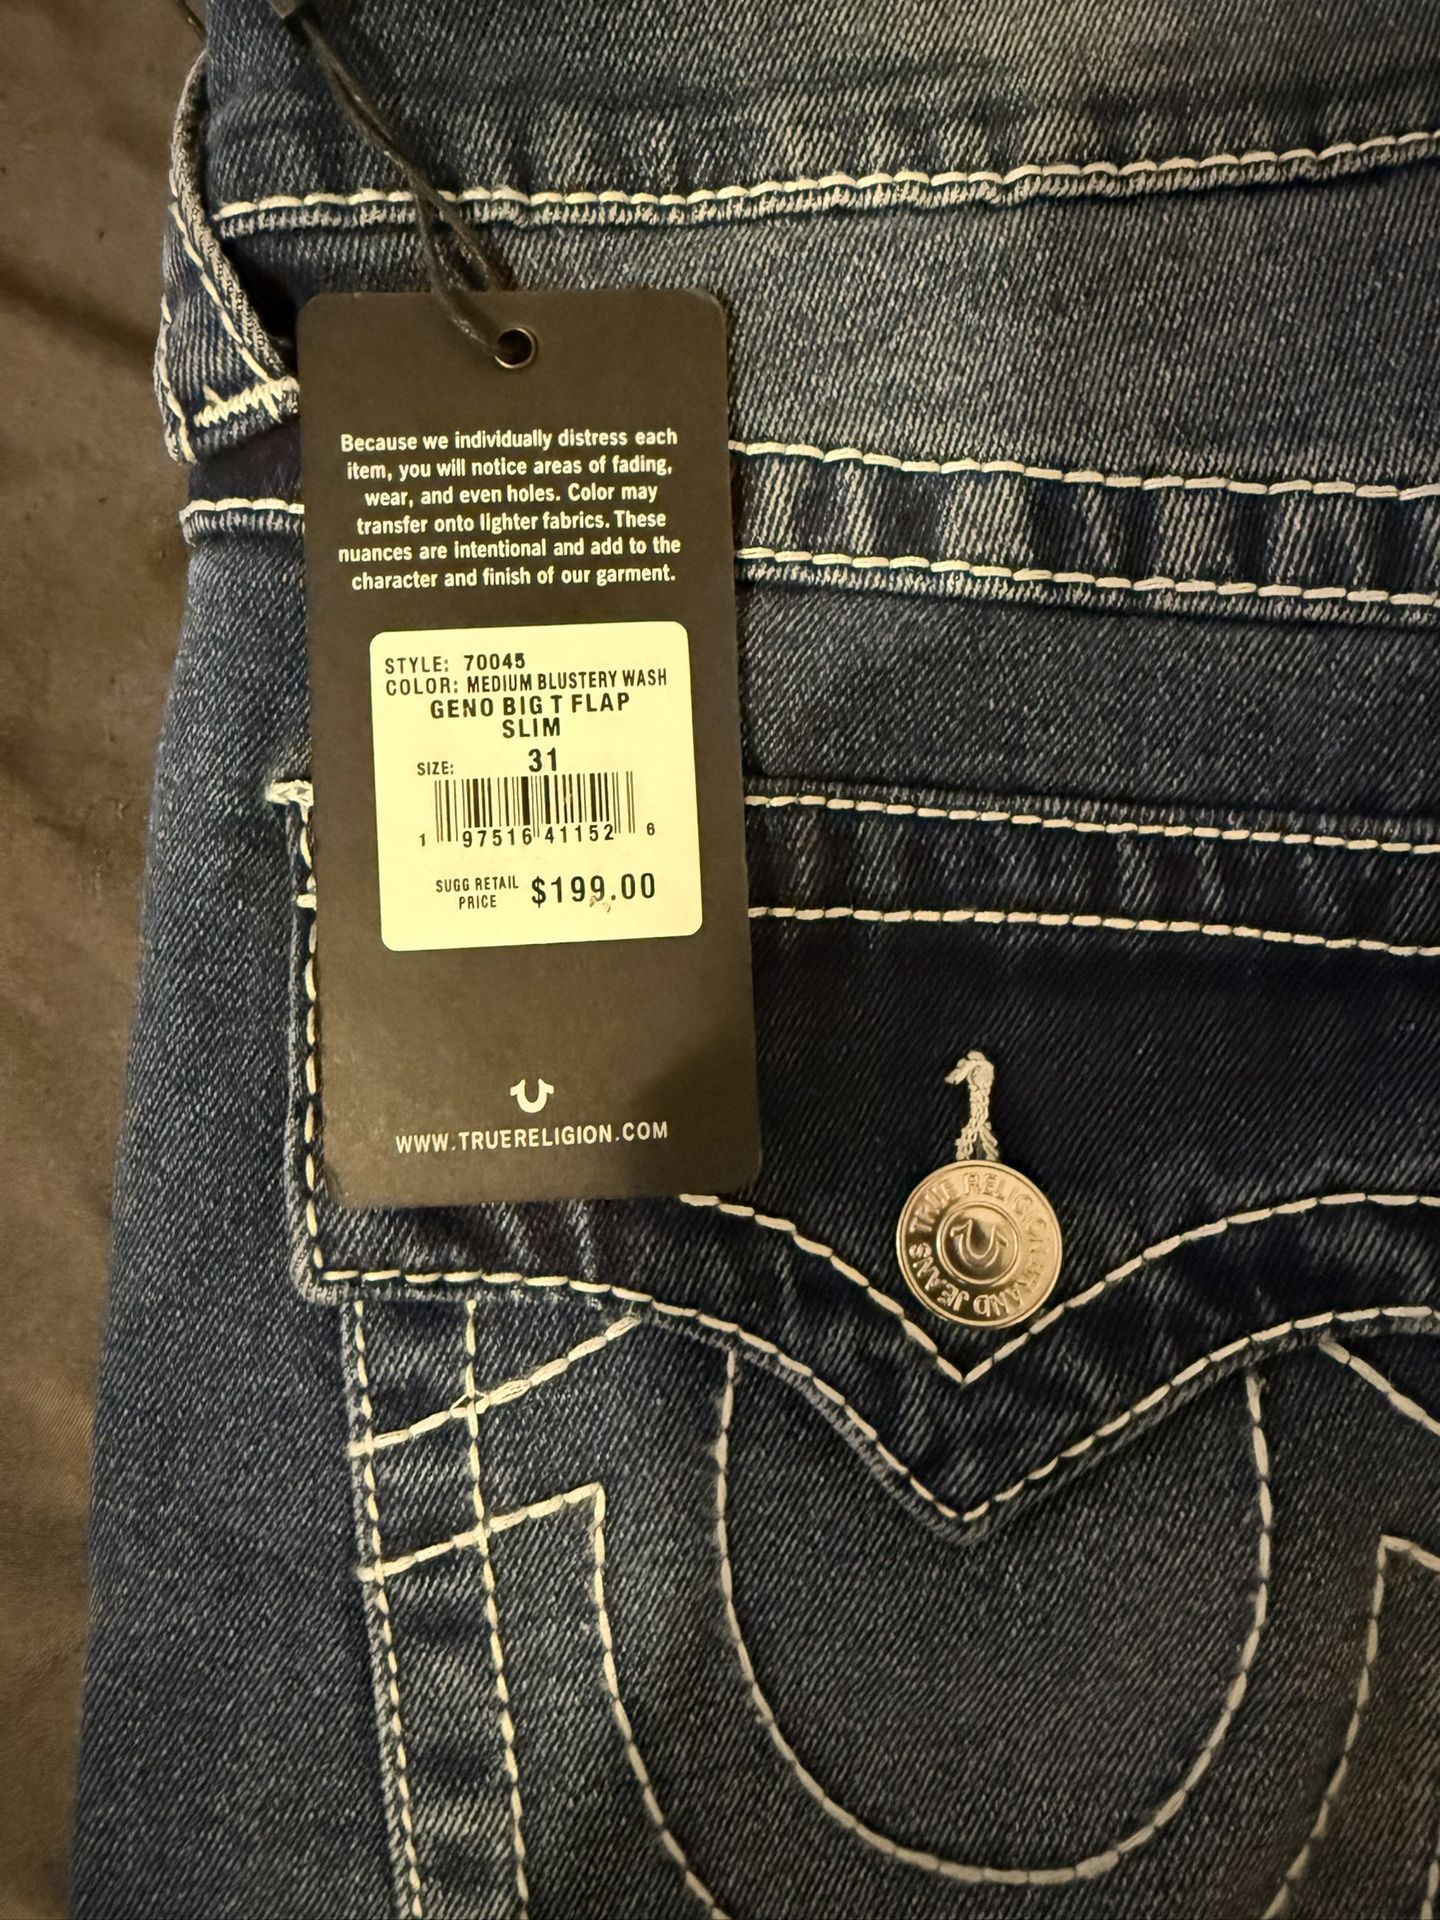 Because we individually distress each
item, you will notice areas of fading,
wear, and even holes. Color may
transfer onto lighter fabrics. These
nuances are intentional and add to the
character and finish of our garment.
STYLE: 70045
COLOR: MEDIUM BLUSTERY WASH
GENO BIG T FLAP
SLIM
SIZE: 31
1 97516 41152 6
SUGG RETAIL
PRICE $199.00
WWW.TRUERELIGION.COM
TRUE RELIGION BRAND JEANS